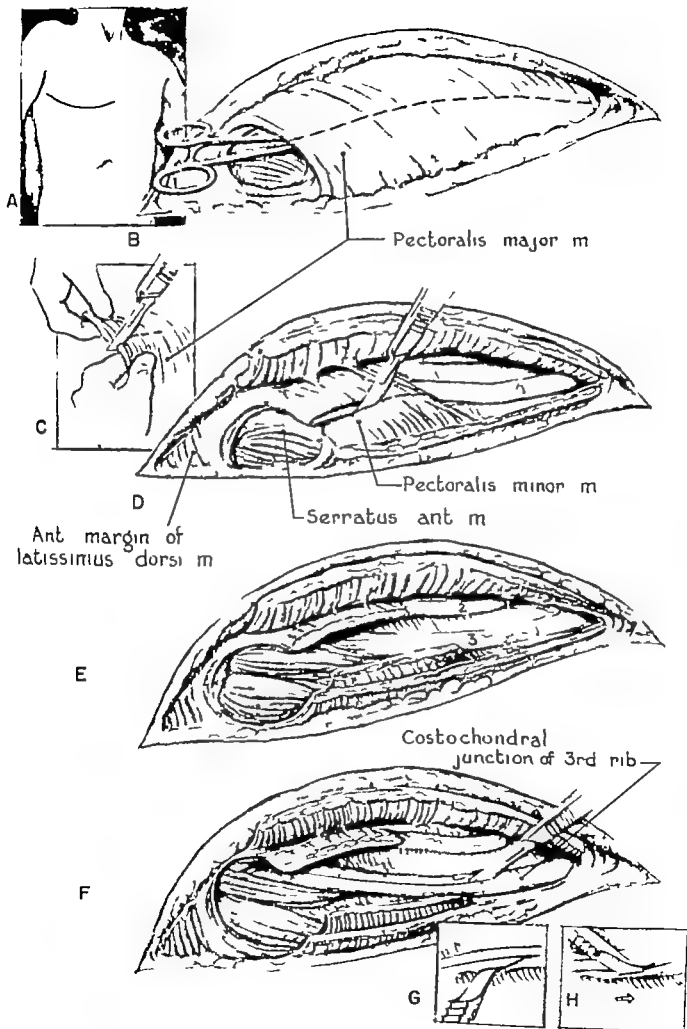 A
B
Pectoralis major m
C
D
Pectoralis minor m
Serratus ant m
Ant margin of
latissimus dorsi m
2
3
E
Costochondral
junction of 3rd rib
F
G
H